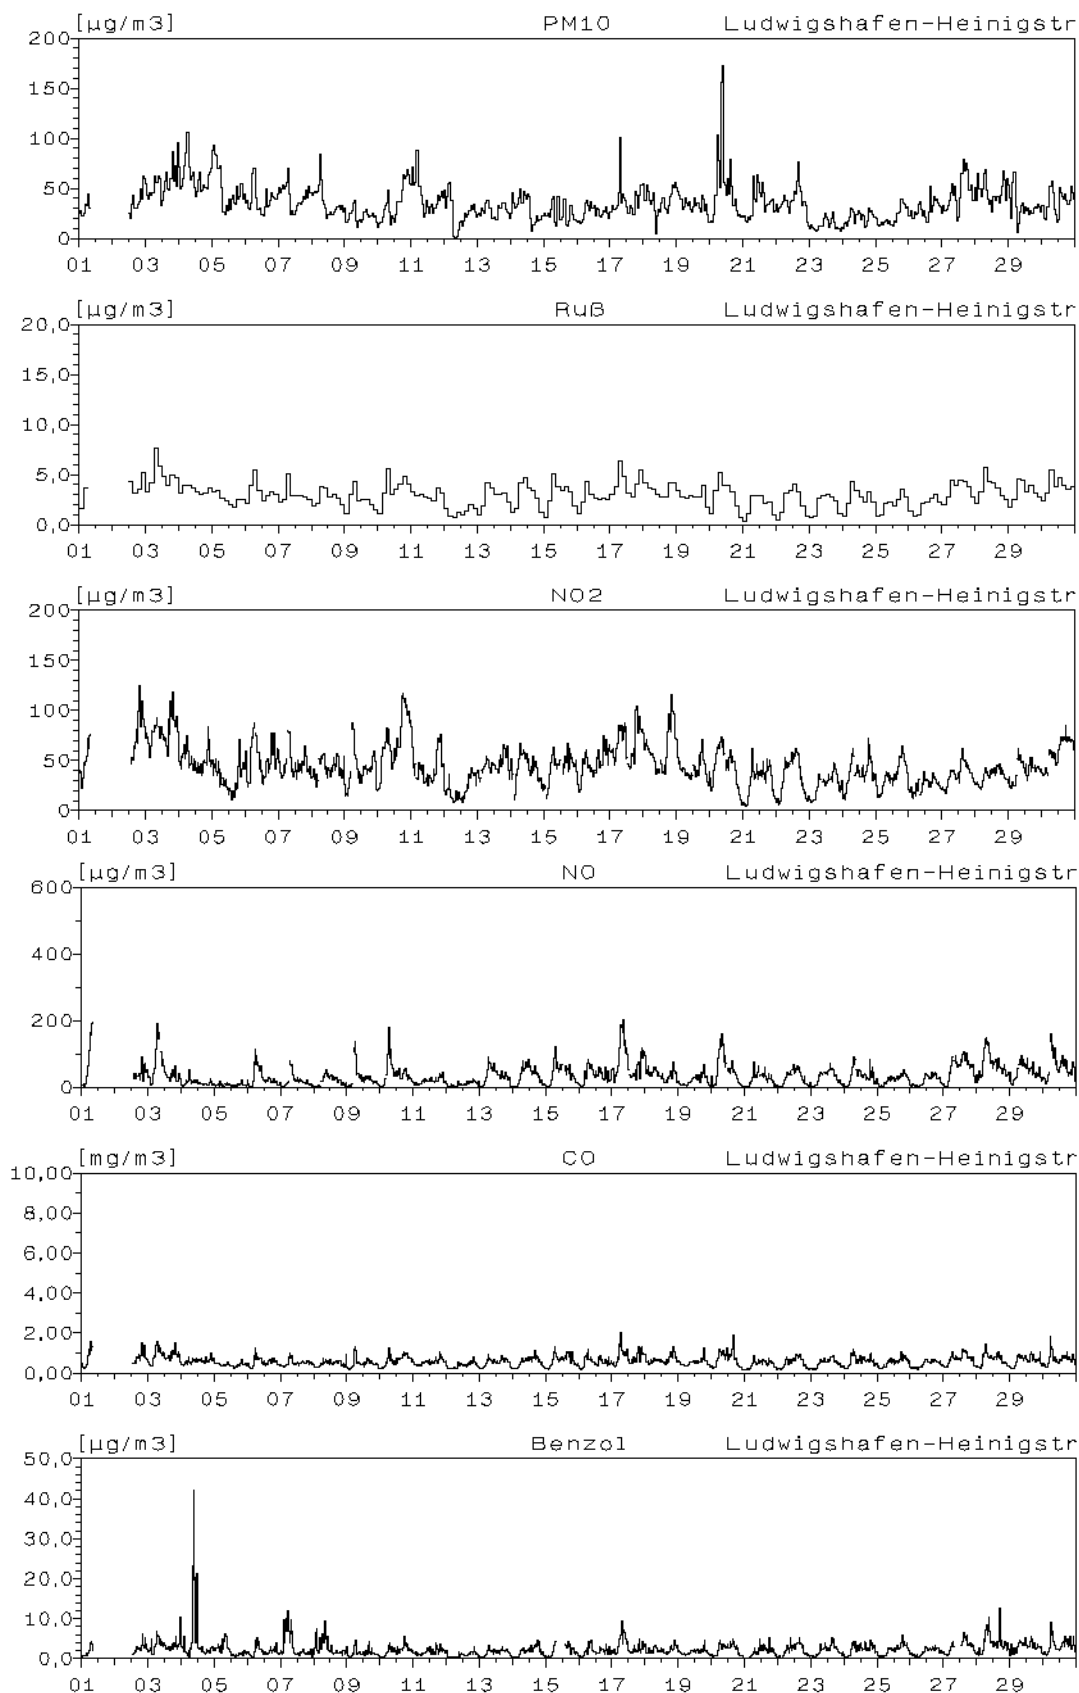 [µg/m3] PM10 Ludwigshafen-Heinigstr
200
150
100
50
0
01 03 05 07 09 11 13 15 17 19 21 23 25 27 29
[µg/m3] Ruß Ludwigshafen-Heinigstr
20,0
15,0
10,0
5,0
0,0
01 03 05 07 09 11 13 15 17 19 21 23 25 27 29
[µg/m3] NO2 Ludwigshafen-Heinigstr
200
150
100
50
0
01 03 05 07 09 11 13 15 17 19 21 23 25 27 29
[µg/m3] NO Ludwigshafen-Heinigstr
600
400
200
0
01 03 05 07 09 11 13 15 17 19 21 23 25 27 29
[mg/m3] CO Ludwigshafen-Heinigstr
10,00
8,00
6,00
4,00
2,00
0,00
01 03 05 07 09 11 13 15 17 19 21 23 25 27 29
[µg/m3] Benzol Ludwigshafen-Heinigstr
50,0
40,0
30,0
20,0
10,0
0,0
01 03 05 07 09 11 13 15 17 19 21 23 25 27 29